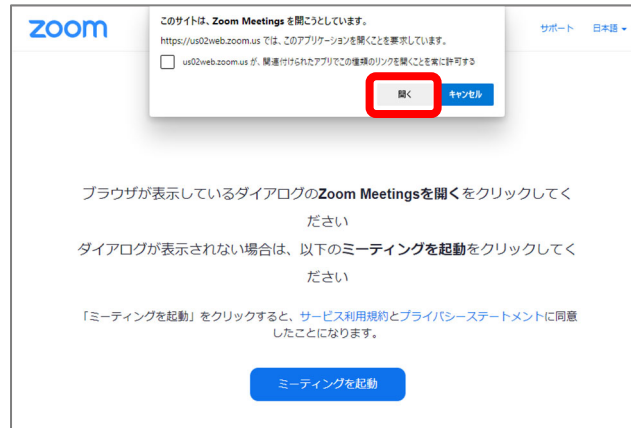 zoom
サポート 日本語
このサイトは、Zoom Meetings を開こうとしています。
https://us02web.zoom.us では、このアプリケーションを開くことを要求しています。
us02web.zoom.us が、関連付けられたアプリでこの種類のリンクを開くことを常に許可する
開く キャンセル
ブラウザが表示しているダイアログのZoom Meetingsを開くをクリックしてく
ださい
ダイアログが表示されない場合は、以下のミーティングを起動をクリックしてく
ださい
「ミーティングを起動」をクリックすると、サービス利用規約とプライバシーステートメントに同意
したことになります。
ミーティングを起動